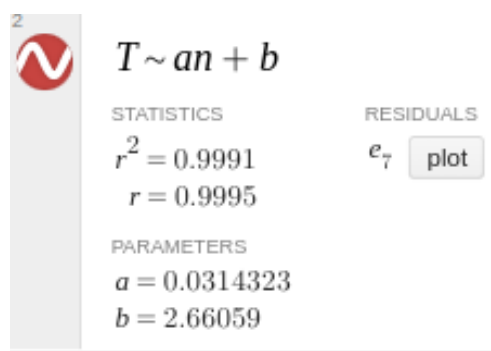 2
T ~ an + b
STATISTICS RESIDUALS
r² = 0.9991 e₇ plot
r = 0.9995
PARAMETERS
a = 0.0314323
b = 2.66059